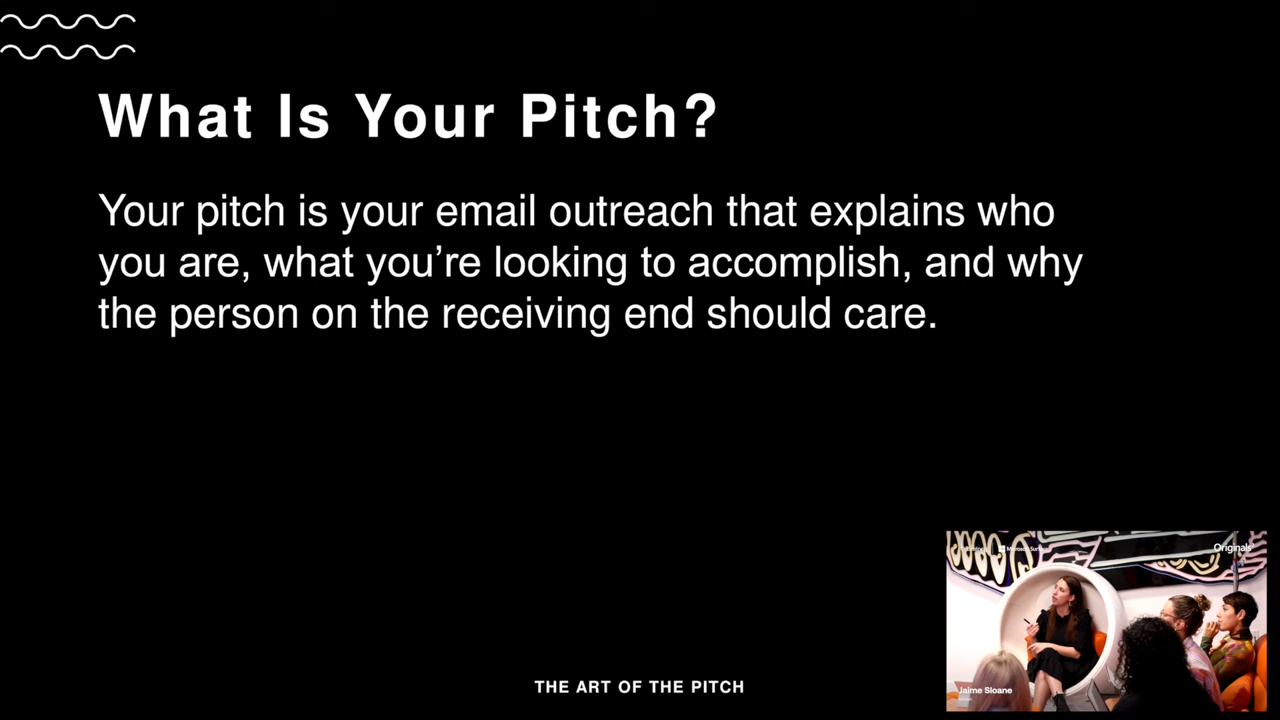 What Is Your Pitch?
Your pitch is your email outreach that explains who
you are, what you’re looking to accomplish, and why
the person on the receiving end should care.
Originals
Jaime Sloane
THE ART OF THE PITCH